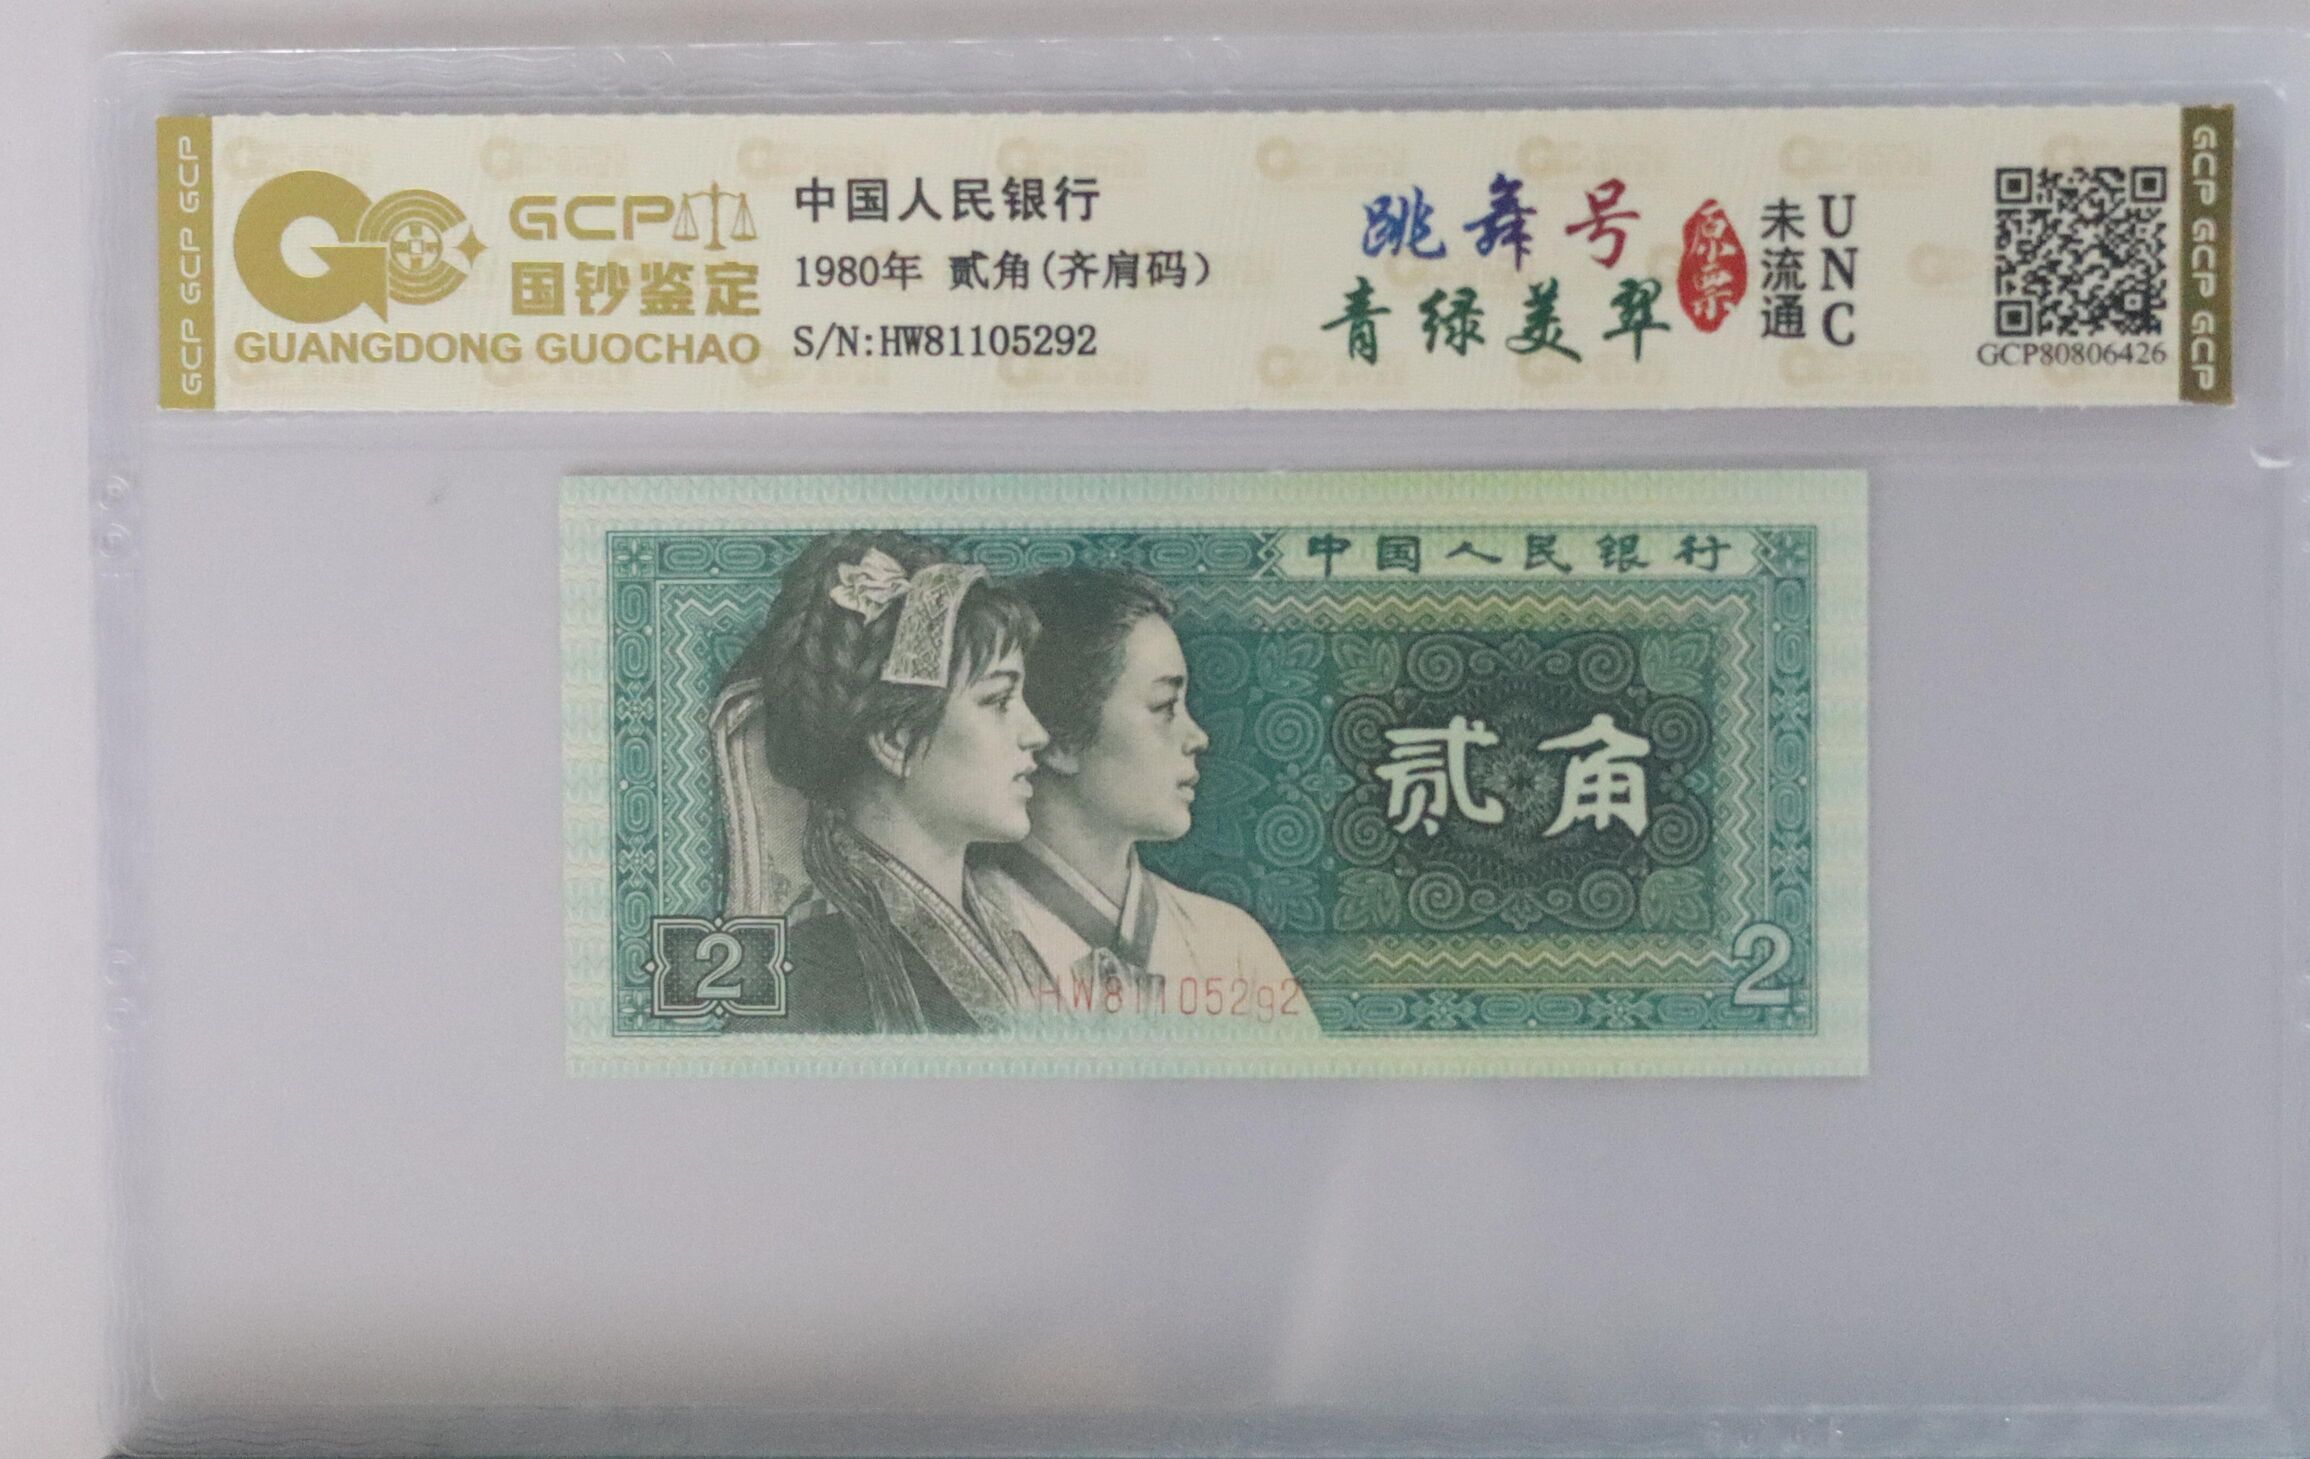 GCP GCP GCP
GCP
国钞鉴定
GUANGDONG GUOCHAO
中国人民银行
1980年 贰角(齐肩码)
S/N:HW81105292
跳舞号
青绿美翠
原票
未流通
UNC
GCP80806426
GCP GCP GCP
中国人民银行
贰角
2
HW81105292
2